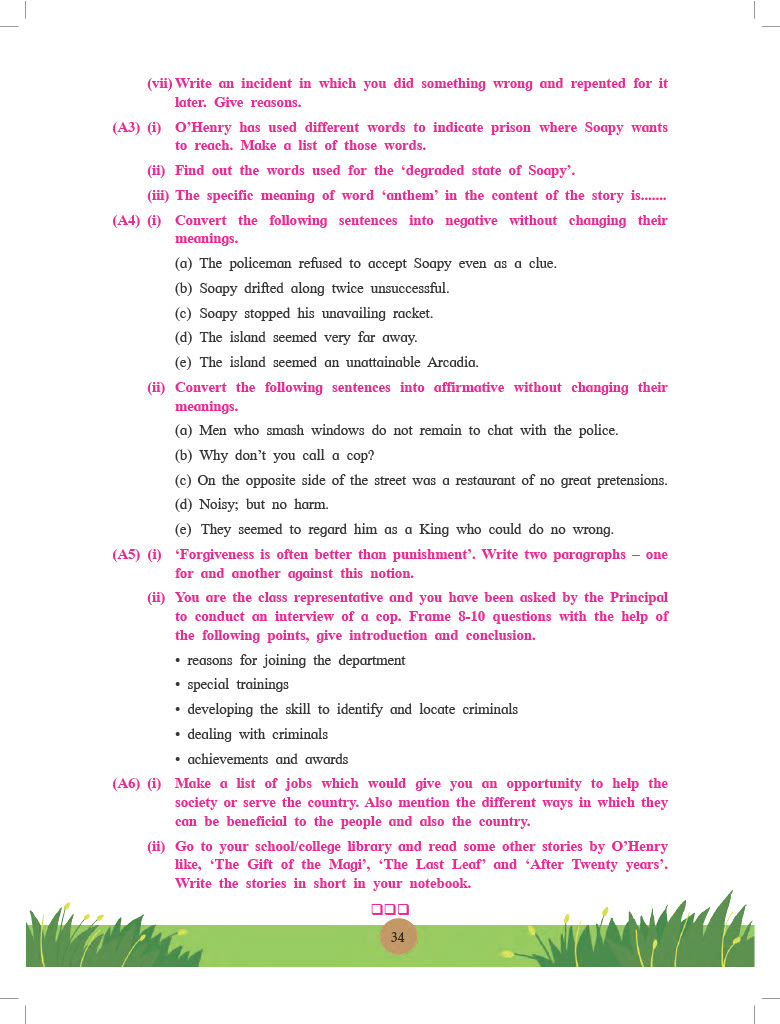 (vii) Write an incident in which you did something wrong and repented for it
later. Give reasons.
(A3) (i) O'Henry has used different words to indicate prison where Soapy wants
to reach. Make a list of those words.
(ii) Find out the words used for the 'degraded state of Soapy'.
(iii) The specific meaning of word 'anthem' in the content of the story is.......
(A4) (i) Convert the following sentences into negative without changing their
meanings.
(a) The policeman refused to accept Soapy even as a clue.
(b) Soapy drifted along twice unsuccessful.
(c) Soapy stopped his unavailing racket.
(d) The island seemed very far away.
(e) The island seemed an unattainable Arcadia.
(ii) Convert the following sentences into affirmative without changing their
meanings.
(a) Men who smash windows do not remain to chat with the police.
(b) Why don't you call a cop?
(c) On the opposite side of the street was a restaurant of no great pretensions.
(d) Noisy; but no harm.
(e) They seemed to regard him as a King who could do no wrong.
(A5) (i) 'Forgiveness is often better than punishment'. Write two paragraphs – one
for and another against this notion.
(ii) You are the class representative and you have been asked by the Principal
to conduct an interview of a cop. Frame 8-10 questions with the help of
the following points, give introduction and conclusion.
• reasons for joining the department
• special trainings
• developing the skill to identify and locate criminals
• dealing with criminals
• achievements and awards
(A6) (i) Make a list of jobs which would give you an opportunity to help the
society or serve the country. Also mention the different ways in which they
can be beneficial to the people and also the country.
(ii) Go to your school/college library and read some other stories by O'Henry
like, 'The Gift of the Magi', 'The Last Leaf' and 'After Twenty years'.
Write the stories in short in your notebook.
❑❑❑
34